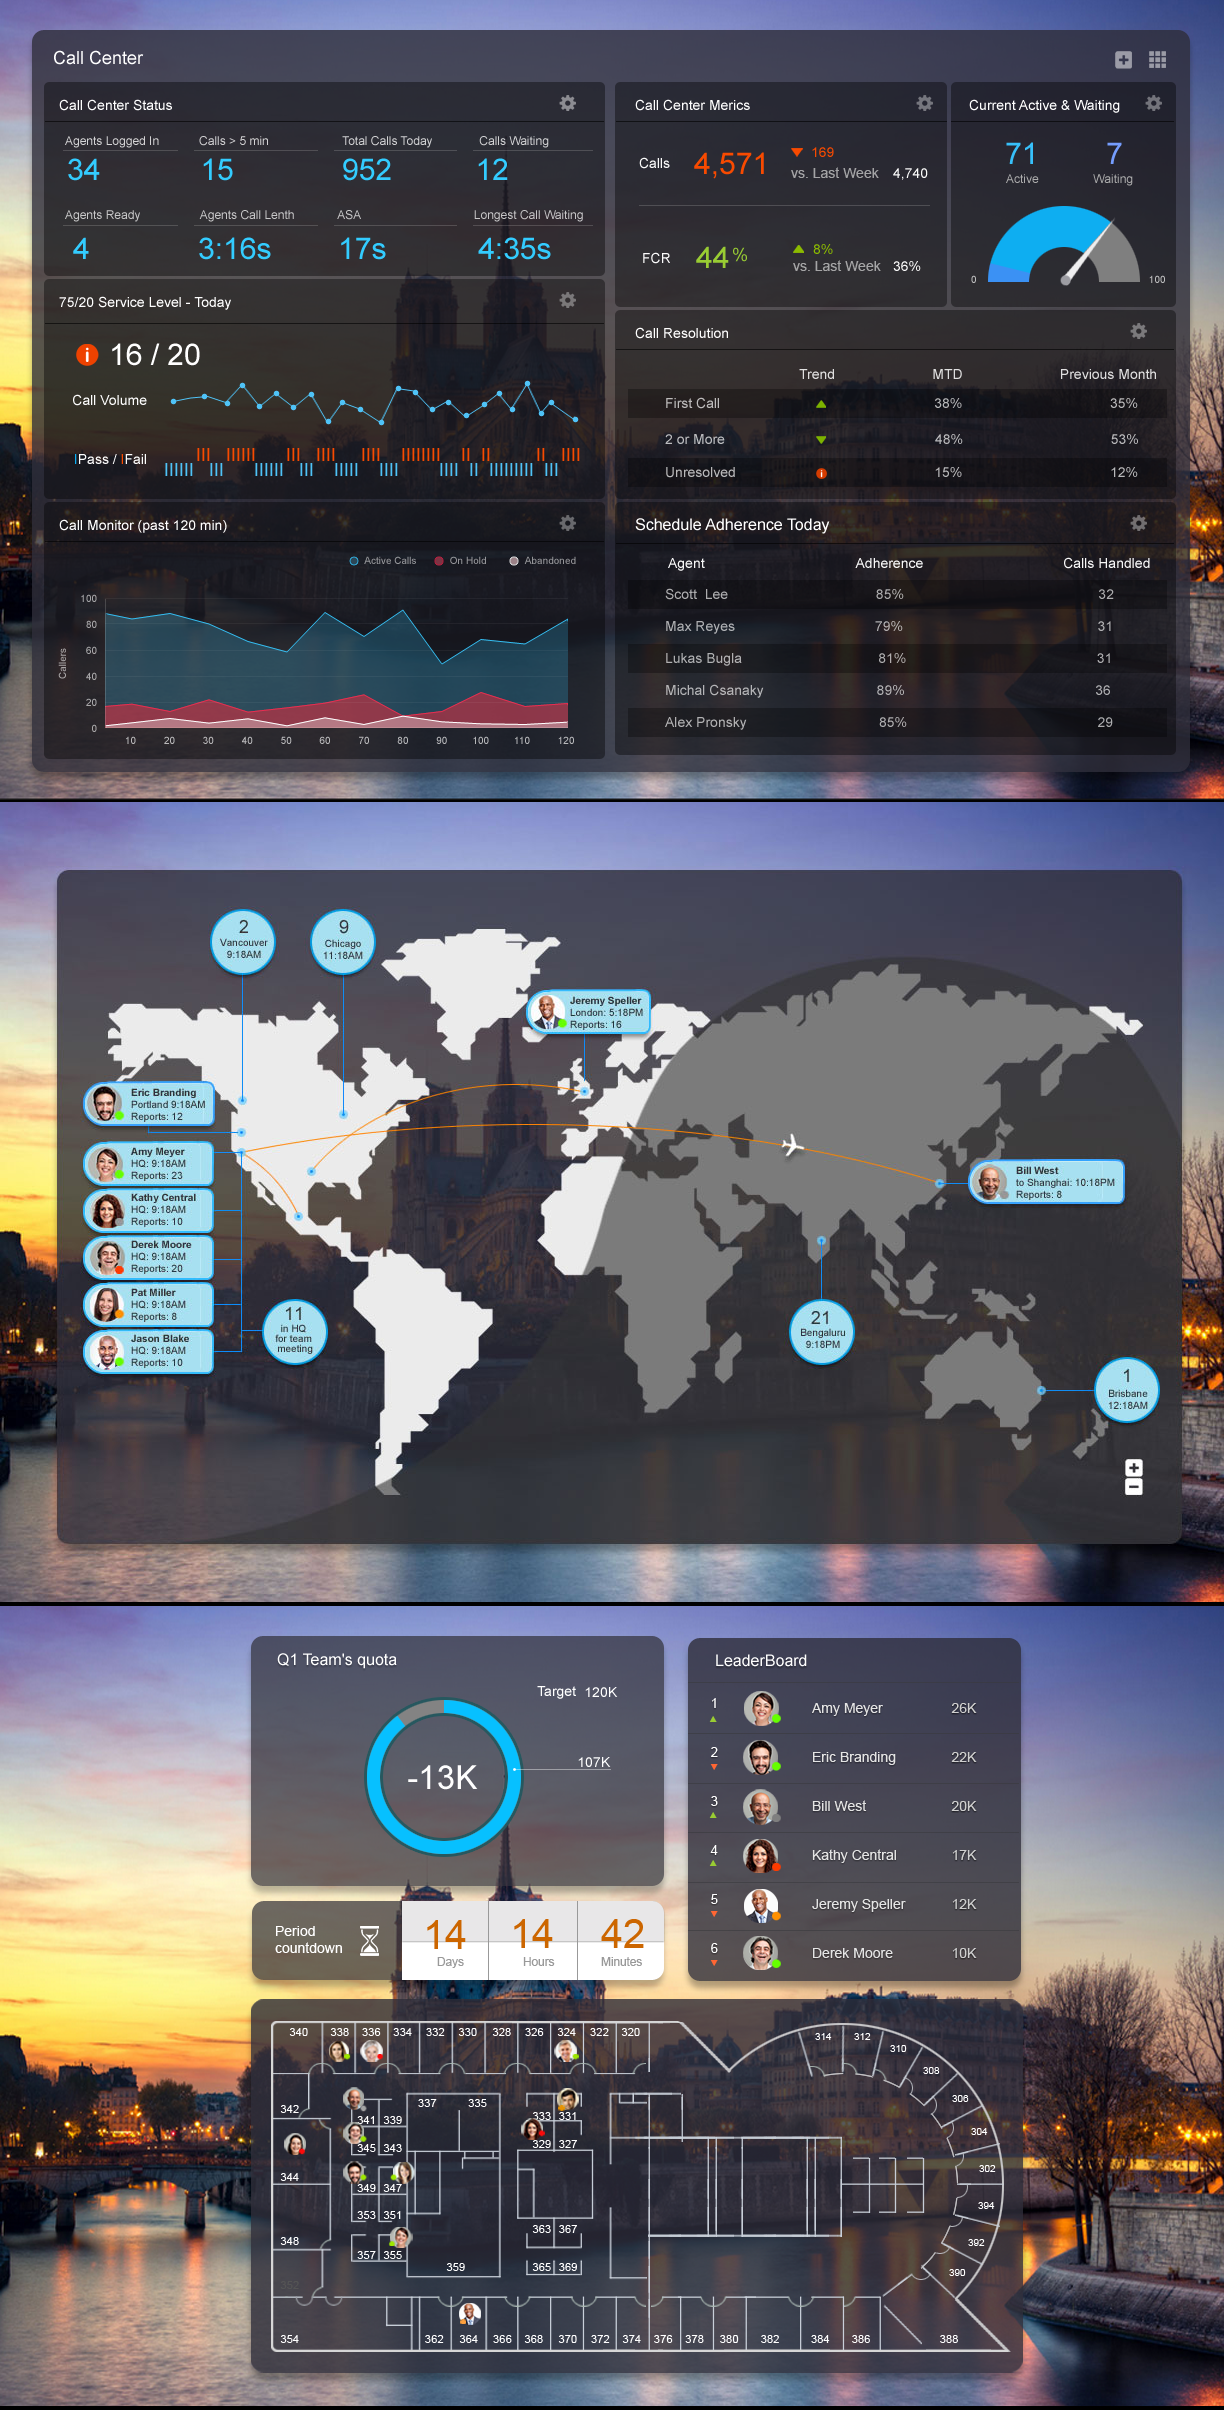 Call Center
Call Center Status
Agents Logged In
34
Calls > 5 min
15
Total Calls Today
952
Calls Waiting
12
Agents Ready
4
Agents Call Lenth
3:16s
ASA
17s
Longest Call Waiting
4:35s
Call Center Merics
Calls 4,571 169
vs. Last Week 4,740
FCR 44% 8%
vs. Last Week 36%
Current Active & Waiting
71 7
Active Waiting
0 100
75/20 Service Level - Today
i 16 / 20
Call Volume
IPass / IFail
Call Resolution
Trend MTD Previous Month
First Call 38% 35%
2 or More 48% 53%
Unresolved i 15% 12%
Call Monitor (past 120 min)
Active Calls On Hold Abandoned
Callers
100
80
60
40
20
0
10 20 30 40 50 60 70 80 90 100 110 120
Schedule Adherence Today
Agent Adherence Calls Handled
Scott Lee 85% 32
Max Reyes 79% 31
Lukas Bugla 81% 31
Michal Csanaky 89% 36
Alex Pronsky 85% 29
2
Vancouver
9:18AM
9
Chicago
11:18AM
Jeremy Speller
London: 5:18PM
Reports: 16
Eric Branding
Portland 9:18AM
Reports: 12
Amy Meyer
HQ: 9:18AM
Reports: 23
Kathy Central
HQ: 9:18AM
Reports: 10
Derek Moore
HQ: 9:18AM
Reports: 20
Pat Miller
HQ: 9:18AM
Reports: 8
Jason Blake
HQ: 9:18AM
Reports: 10
11
in HQ
for team
meeting
Bill West
to Shanghai: 10:18PM
Reports: 8
21
Bengaluru
9:18PM
1
Brisbane
12:18AM
Q1 Team's quota
Target 120K
107K
-13K
Period
countdown
14
Days
14
Hours
42
Minutes
LeaderBoard
1 Amy Meyer 26K
2 Eric Branding 22K
3 Bill West 20K
4 Kathy Central 17K
5 Jeremy Speller 12K
6 Derek Moore 10K
340 338 336 334 332 330 328 326 324 322 320
314 312
310
308
306
304
302
394
392
390
342
344
348
352
354
341 339
345 343
349 347
353 351
357 355
337 335
359
333 331
329 327
363 367
365 369
362 364 366 368 370 372 374 376 378 380 382 384 386 388